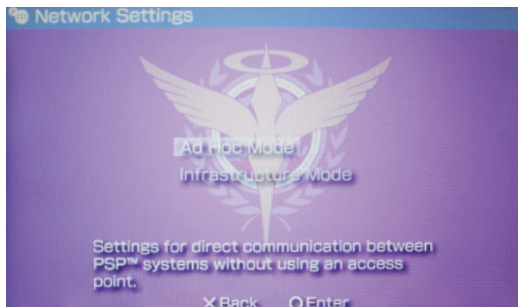 Network Settings
Ad Hoc Mode
Infrastructure Mode
Settings for direct communication between
PSP™ systems without using an access
point.
X Back O Enter